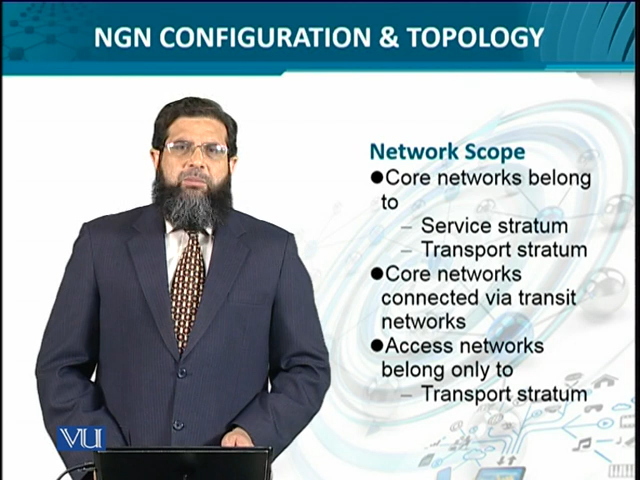 NGN CONFIGURATION & TOPOLOGY
Network Scope
●Core networks belong
to
– Service stratum
– Transport stratum
●Core networks
connected via transit
networks
●Access networks
belong only to
– Transport stratum
VU